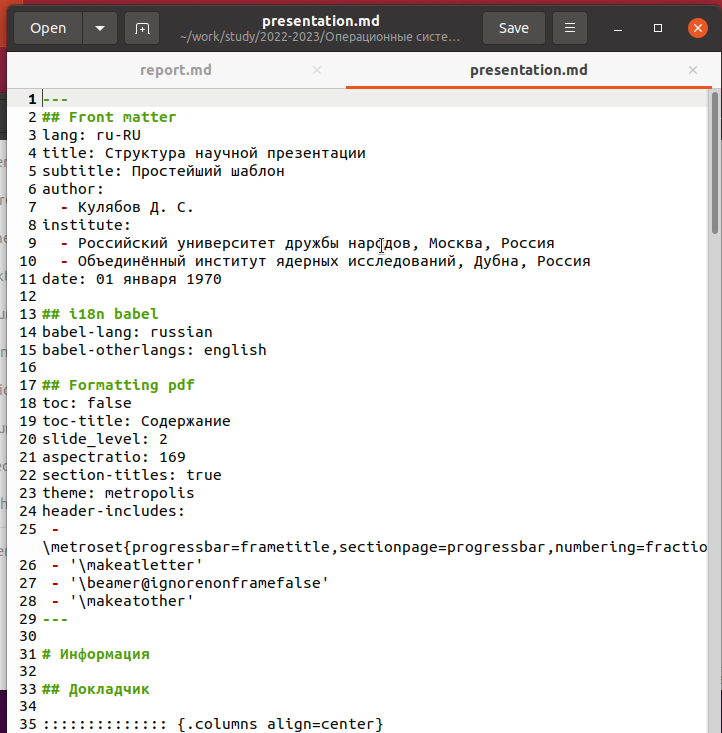 Open
presentation.md
~/work/study/2022-2023/Операционные систе…
Save
report.md
presentation.md
1 ---
2 ## Front matter
3 lang: ru-RU
4 title: Структура научной презентации
5 subtitle: Простейший шаблон
6 author:
7   - Кулябов Д. С.
8 institute:
9   - Российский университет дружбы народов, Москва, Россия
10   - Объединённый институт ядерных исследований, Дубна, Россия
11 date: 01 января 1970
12
13 ## i18n babel
14 babel-lang: russian
15 babel-otherlangs: english
16
17 ## Formatting pdf
18 toc: false
19 toc-title: Содержание
20 slide_level: 2
21 aspectratio: 169
22 section-titles: true
23 theme: metropolis
24 header-includes:
25  -
\metroset{progressbar=frametitle,sectionpage=progressbar,numbering=fractio
26  - '\makeatletter'
27  - '\beamer@ignorenonframefalse'
28  - '\makeatother'
29 ---
30
31 # Информация
32
33 ## Докладчик
34
35 :::::::::::::: {.columns align=center}